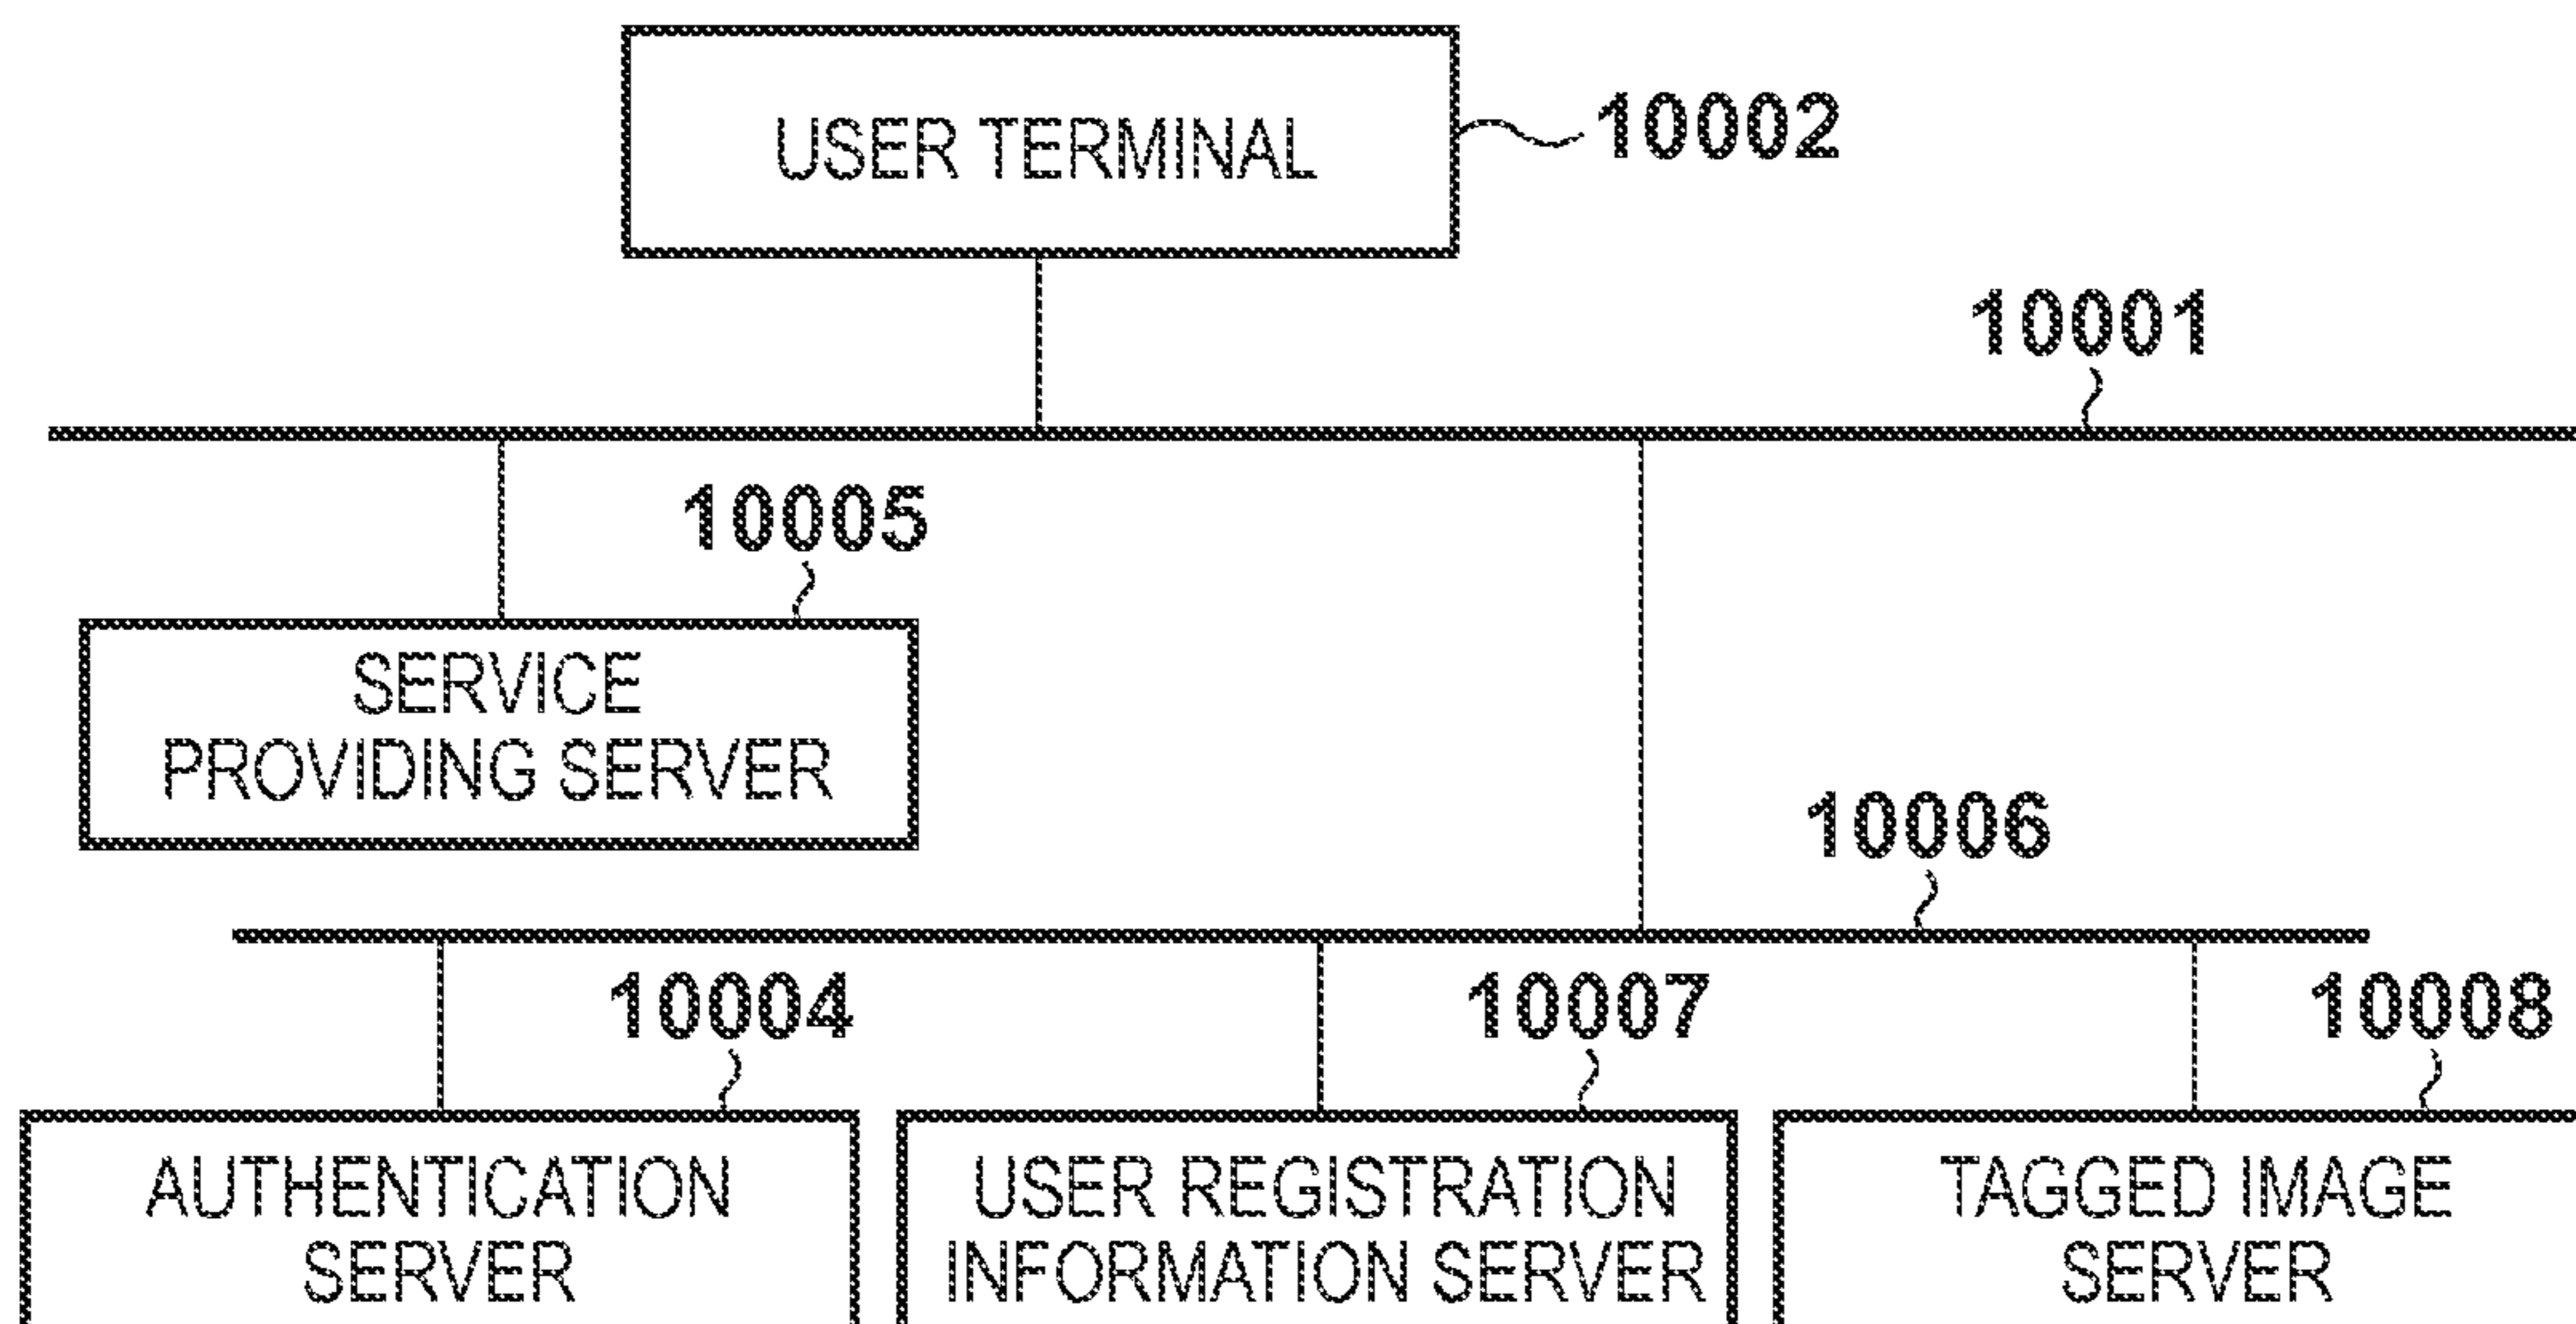 USER TERMINAL
10002
10001
10005
SERVICE
PROVIDING SERVER
10006
10004
10007
10008
AUTHENTICATION
SERVER
USER REGISTRATION
INFORMATION SERVER
TAGGED IMAGE
SERVER